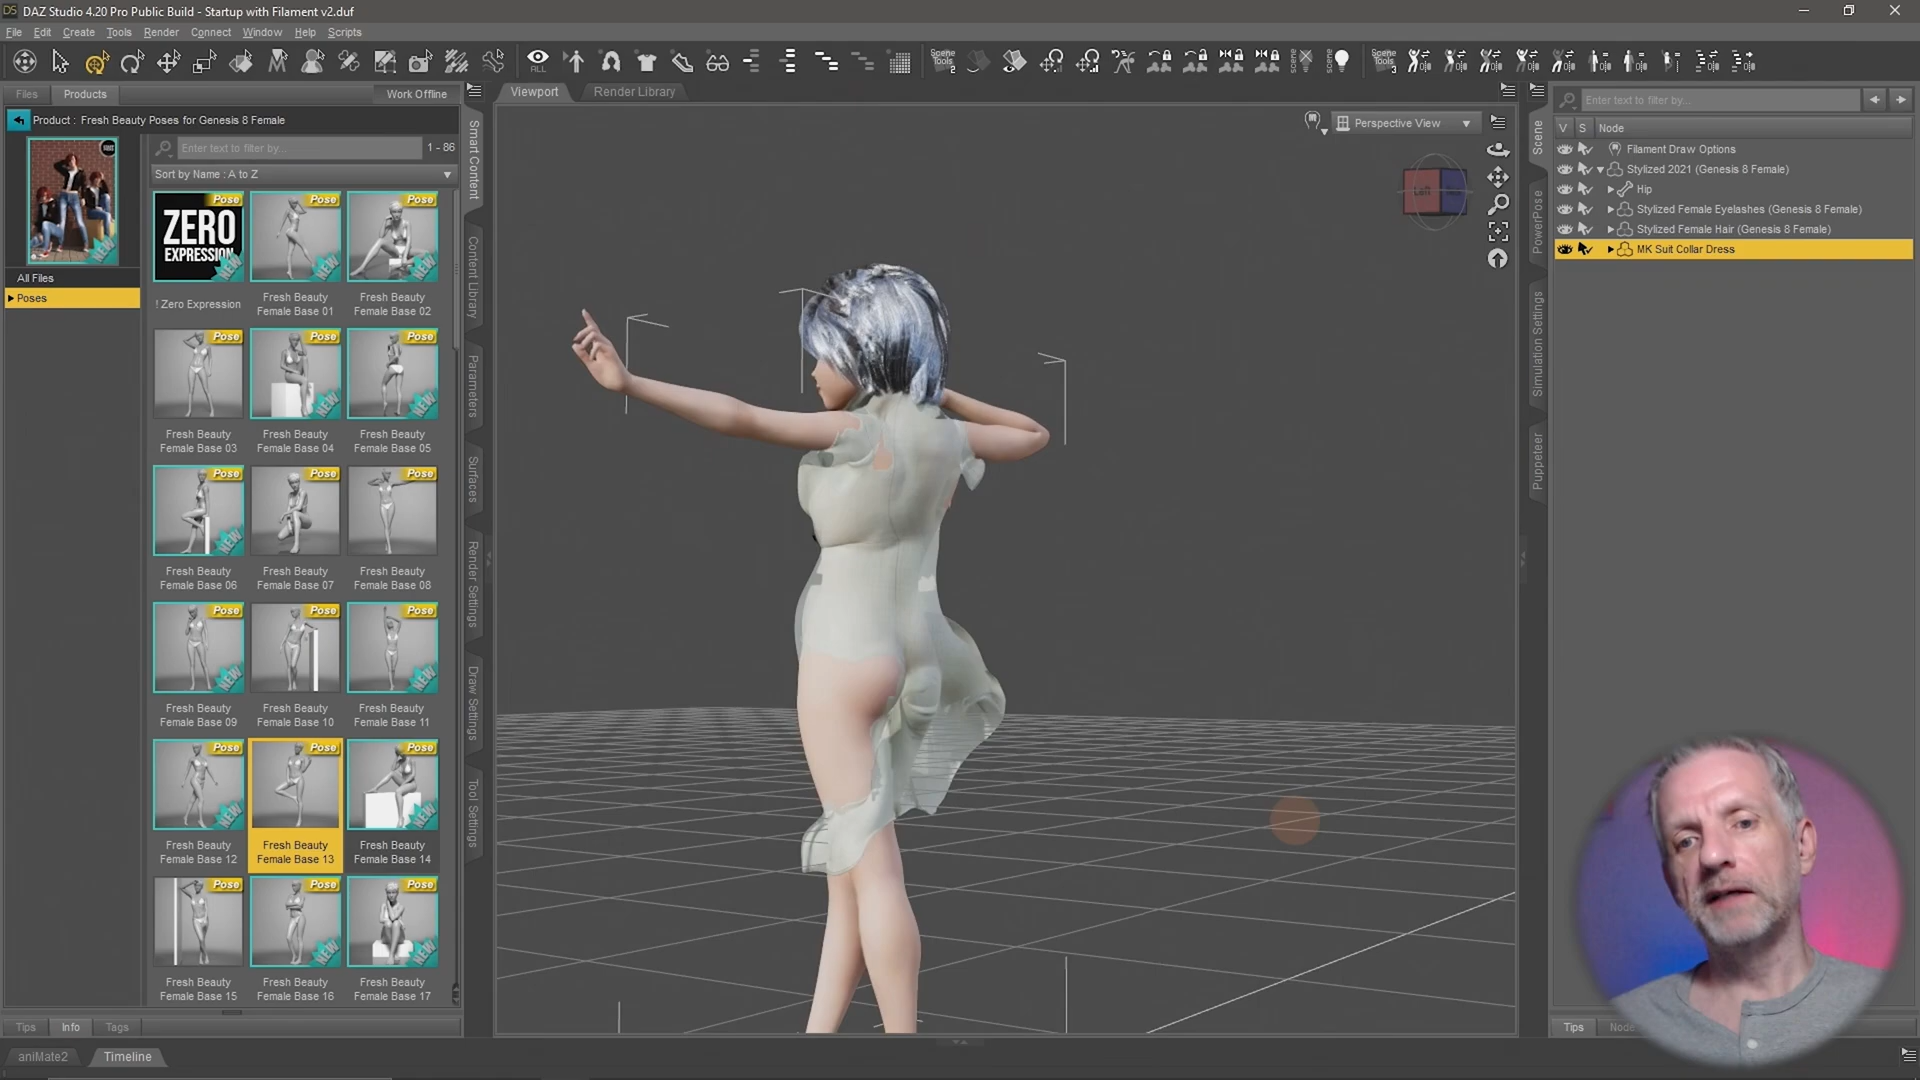 DAZ Studio 4.20 Pro Public Build - Startup with Filament v2.duf
File Edit Create Tools Render Connect Window Help Scripts
ALL
Scene Tools 2
Scene Tools 3
Files Products Work Offline
Product : Fresh Beauty Poses for Genesis 8 Female
Enter text to filter by...
1 - 86
Sort by Name : A to Z
All Files
Poses
ZERO
EXPRESSION
! Zero Expression
Fresh Beauty
Female Base 01
Fresh Beauty
Female Base 02
Fresh Beauty
Female Base 03
Fresh Beauty
Female Base 04
Fresh Beauty
Female Base 05
Fresh Beauty
Female Base 06
Fresh Beauty
Female Base 07
Fresh Beauty
Female Base 08
Fresh Beauty
Female Base 09
Fresh Beauty
Female Base 10
Fresh Beauty
Female Base 11
Fresh Beauty
Female Base 12
Fresh Beauty
Female Base 13
Fresh Beauty
Female Base 14
Fresh Beauty
Female Base 15
Fresh Beauty
Female Base 16
Fresh Beauty
Female Base 17
Pose
NEW
Tips Info Tags
aniMate2 Timeline
Smart Content
Content Library
Parameters
Surfaces
Render Settings
Draw Settings
Tool Settings
Viewport Render Library
Perspective View
Left
Scene
PowerPose
Simulation Settings
Puppeteer
Enter text to filter by...
V S Node
Filament Draw Options
Stylized 2021 (Genesis 8 Female)
Hip
Stylized Female Eyelashes (Genesis 8 Female)
Stylized Female Hair (Genesis 8 Female)
MK Suit Collar Dress
Tips